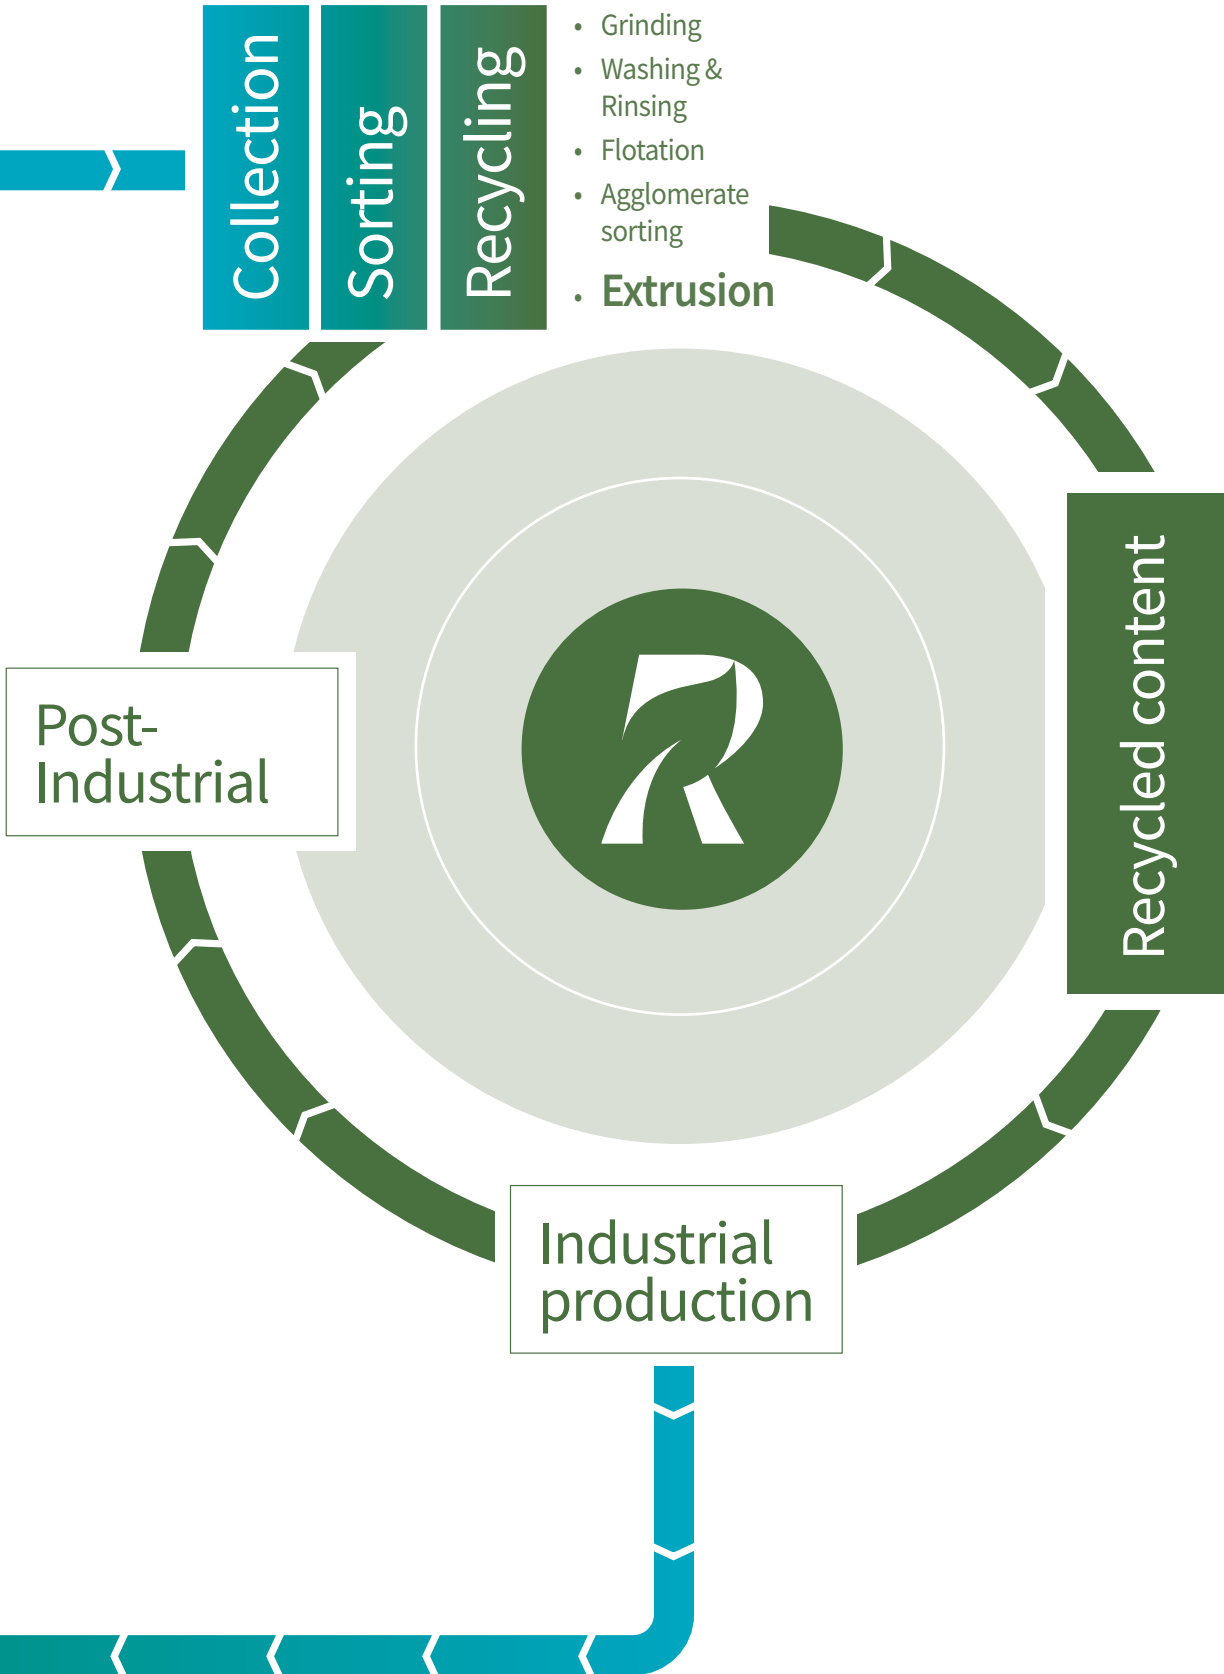 Collection
Sorting
Recycling
• Grinding
• Washing &
Rinsing
• Flotation
• Agglomerate
sorting
• Extrusion
Recycled content
Post-
Industrial
R
Industrial
production